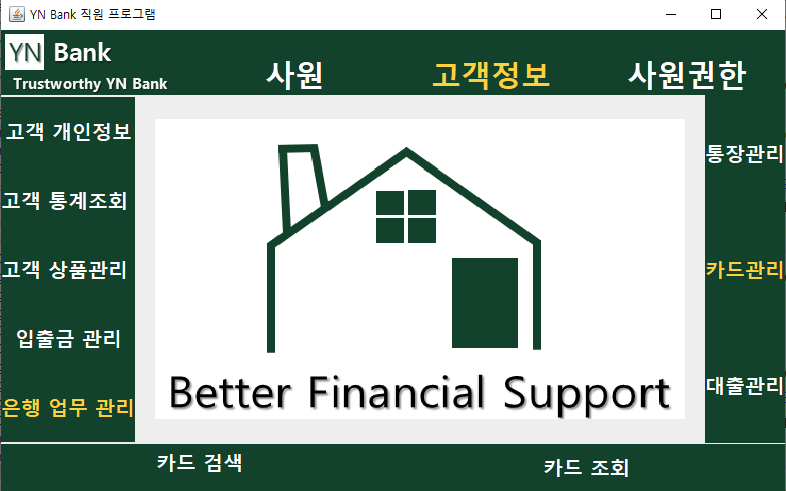 YN Bank 직원 프로그램
YN Bank
Trustworthy YN Bank
사원 고객정보 사원권한
고객 개인정보
고객 통계조회
고객 상품관리
입출금 관리
은행 업무 관리
Better Financial Support
통장관리
카드관리
대출관리
카드 검색 카드 조회